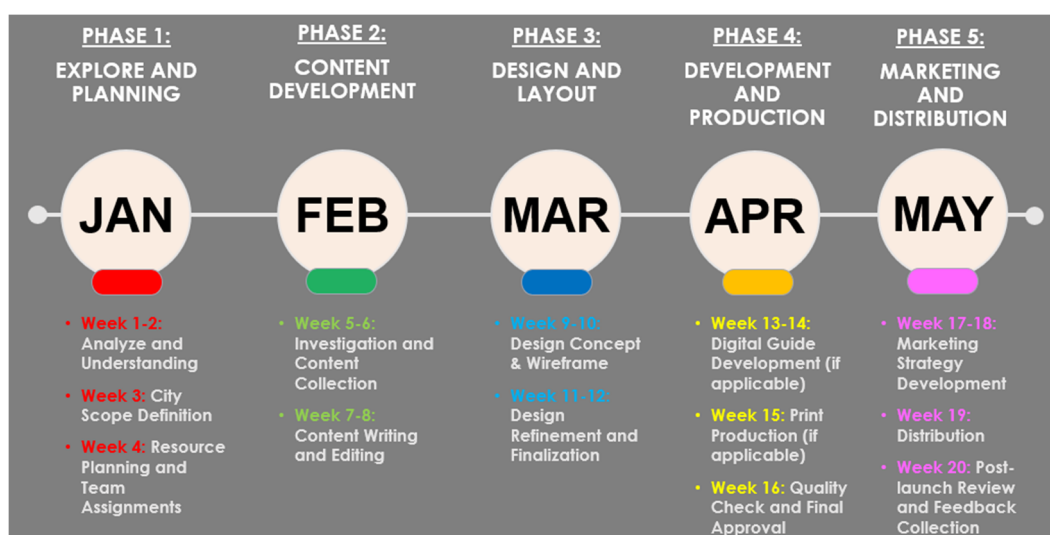 PHASE 1:
EXPLORE AND
PLANNING
PHASE 2:
CONTENT
DEVELOPMENT
PHASE 3:
DESIGN AND
LAYOUT
PHASE 4:
DEVELOPMENT
AND
PRODUCTION
PHASE 5:
MARKETING
AND
DISTRIBUTION
JAN
FEB
MAR
APR
MAY
• Week 1-2:
Analyze and
Understanding
• Week 3: City
Scope Definition
• Week 4: Resource
Planning and
Team
Assignments
• Week 5-6:
Investigation and
Content
Collection
• Week 7-8:
Content Writing
and Editing
• Week 9-10:
Design Concept
& Wireframe
• Week 11-12:
Design
Refinement and
Finalization
• Week 13-14:
Digital Guide
Development (if
applicable)
• Week 15: Print
Production (if
applicable)
• Week 16: Quality
Check and Final
Approval
• Week 17-18:
Marketing
Strategy
Development
• Week 19:
Distribution
• Week 20: Post-
launch Review
and Feedback
Collection